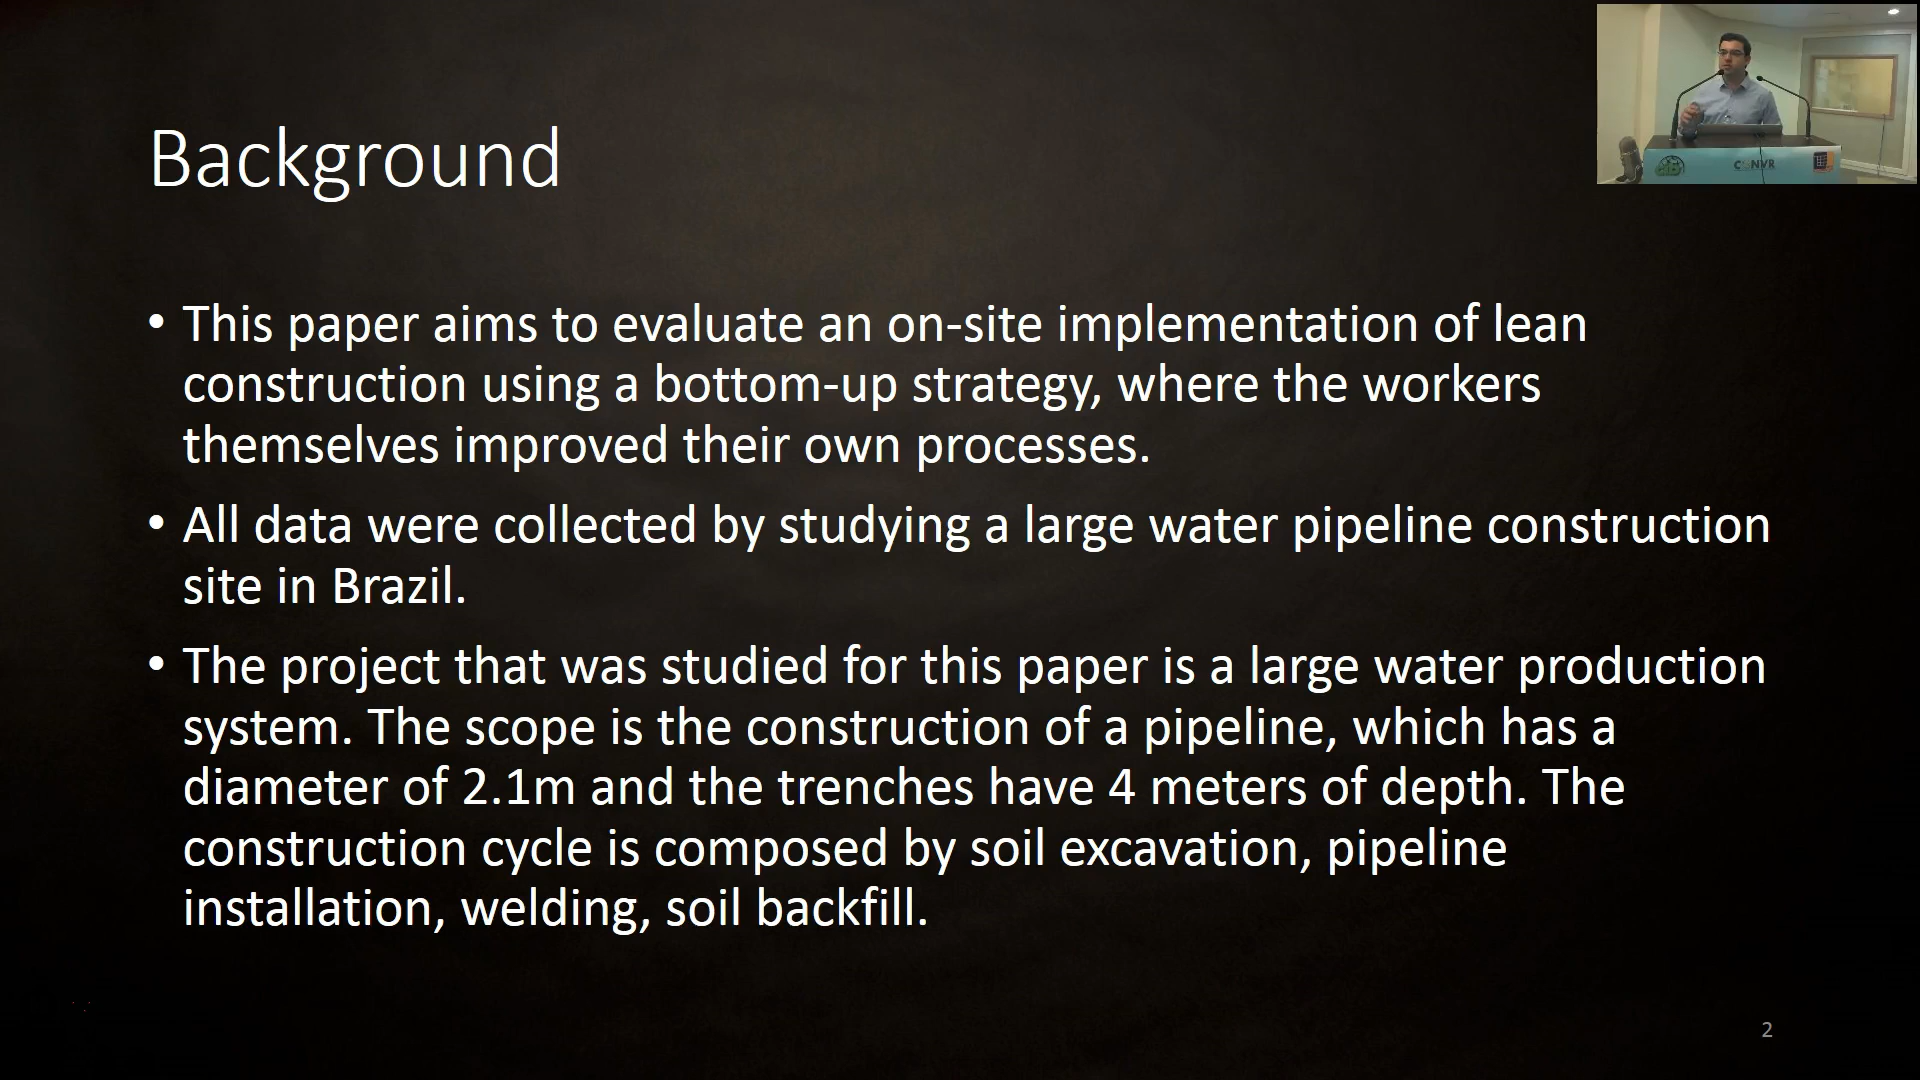 Background
• This paper aims to evaluate an on-site implementation of lean
construction using a bottom-up strategy, where the workers
themselves improved their own processes.
• All data were collected by studying a large water pipeline construction
site in Brazil.
• The project that was studied for this paper is a large water production
system. The scope is the construction of a pipeline, which has a
diameter of 2.1m and the trenches have 4 meters of depth. The
construction cycle is composed by soil excavation, pipeline
installation, welding, soil backfill.
2
CONVR